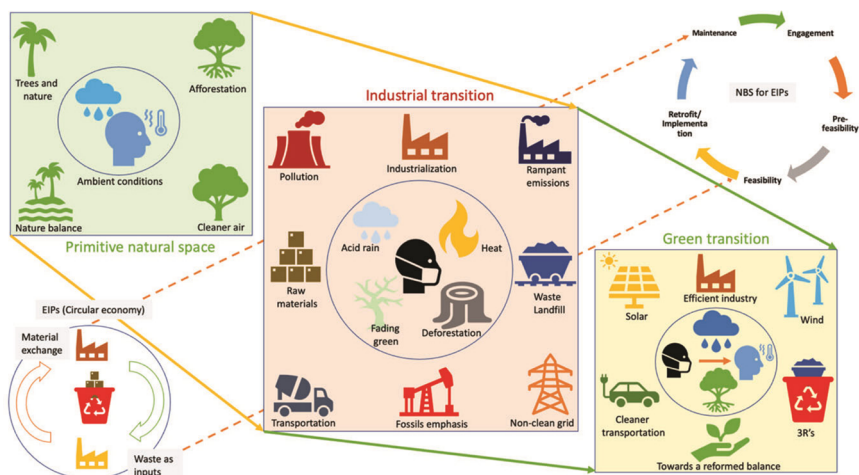 Trees and
nature
Afforestation
Ambient conditions
Nature balance
Cleaner air
Primitive natural space
Industrial transition
Pollution
Industrialization
Rampant
emissions
Acid rain
Heat
Raw
materials
Waste
Landfill
Fading
green
Deforestation
Transportation
Fossils emphasis
Non-clean grid
Maintenance
Engagement
NBS for EIPs
Retrofit/
Implementa
tion
Pre-
feasibility
Feasibility
Green transition
Solar
Efficient industry
Wind
Cleaner
transportation
3R's
Towards a reformed balance
EIPs (Circular economy)
Material
exchange
Waste as
inputs